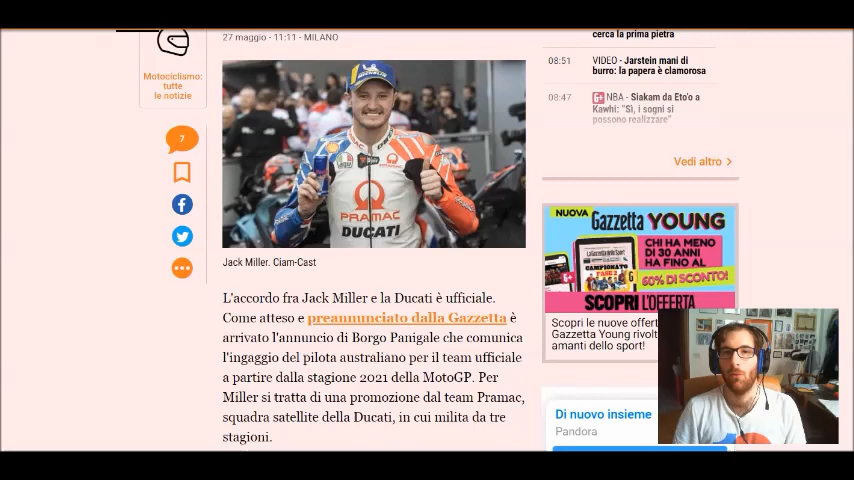 27 maggio - 11:11 - MILANO
Motociclismo:
tutte
le notizie
7
PRAMAC
DUCATI
Jack Miller. Ciam-Cast
L'accordo fra Jack Miller e la Ducati è ufficiale.
Come atteso e preannunciato dalla Gazzetta è
arrivato l'annuncio di Borgo Panigale che comunica
l'ingaggio del pilota australiano per il team ufficiale
a partire dalla stagione 2021 della MotoGP. Per
Miller si tratta di una promozione dal team Pramac,
squadra satellite della Ducati, in cui milita da tre
stagioni.
cerca la prima pietra
08:51 VIDEO - Jarstein mani di
burro: la papera è clamorosa
08:47 G+ NBA - Siakam da Eto'o a
Kawhi: "Sì, i sogni si
possono realizzare"
Vedi altro
NUOVA Gazzetta YOUNG
CHI HA MENO
DI 30 ANNI
HA FINO AL
60% DI SCONTO!
CAMPIONATO
FASE 2
SCOPRI L'OFFERTA
Scopri le nuove offert
Gazzetta Young rivolt
amanti dello sport!
Di nuovo insieme
Pandora